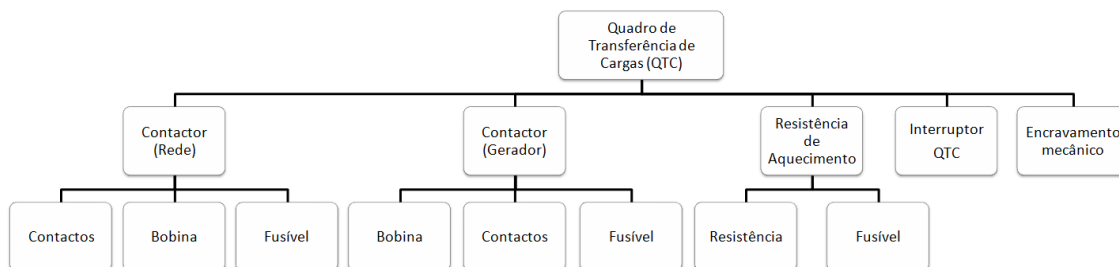 Quadro de
Transferência de
Cargas (QTC)
Contactor
(Rede)
Contactor
(Gerador)
Resistência
de
Aquecimento
Interruptor
QTC
Encravamento
mecânico
Contactos
Bobina
Fusível
Bobina
Contactos
Fusível
Resistência
Fusível